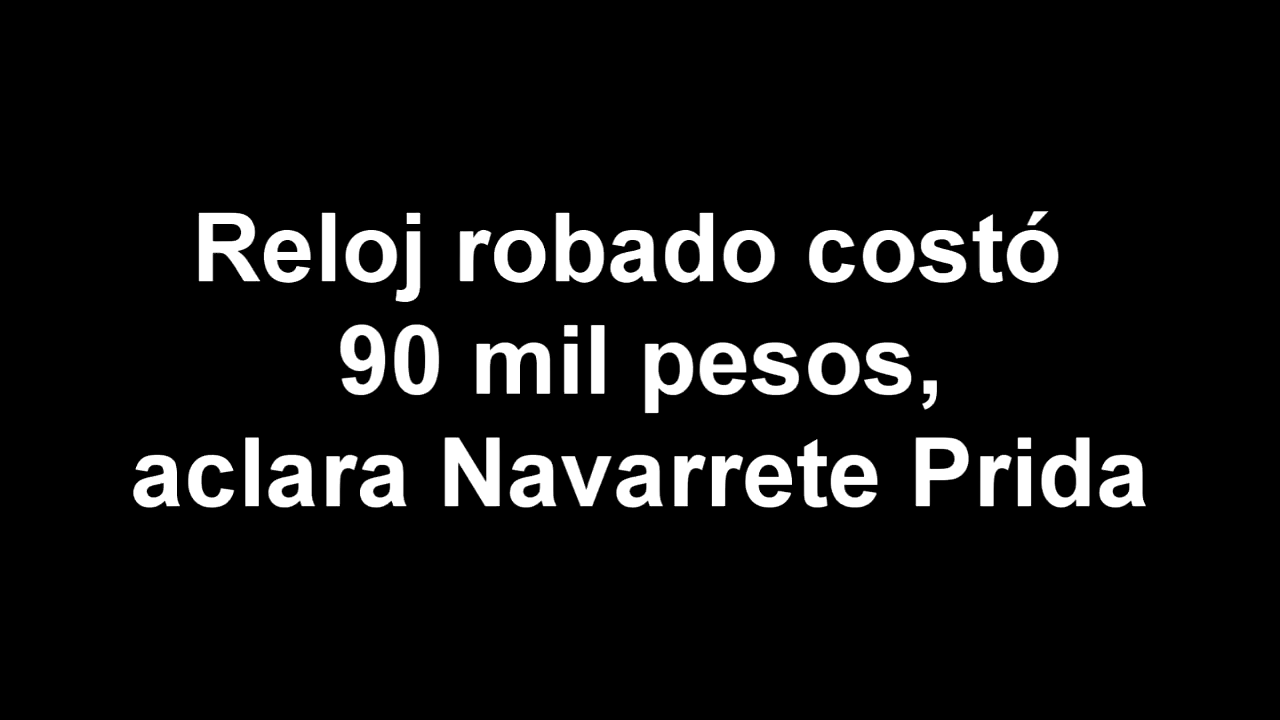 Reloj robado costó
90 mil pesos,
aclara Navarrete Prida